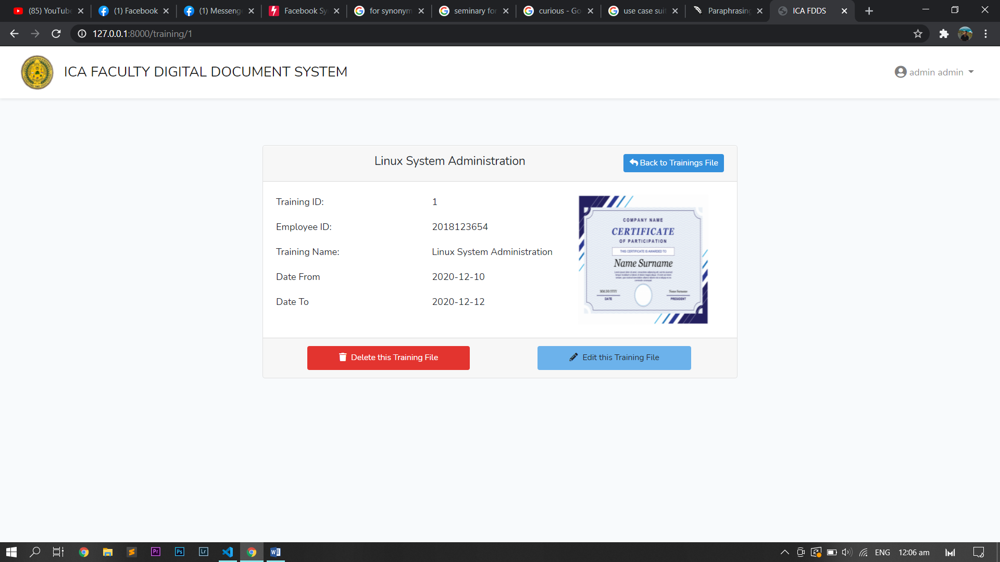 (85) YouTube
(1) Facebook
(1) Messeng
Facebook Sy
for synonym
seminary for
curious - Go
use case suit
Paraphrasing
ICA FDDS
127.0.0.1:8000/training/1
ICA FACULTY DIGITAL DOCUMENT SYSTEM
admin admin
Linux System Administration
Back to Trainings File
Training ID: 1
Employee ID: 2018123654
Training Name: Linux System Administration
Date From 2020-12-10
Date To 2020-12-12
COMPANY NAME
CERTIFICATE
OF PARTICIPATION
THIS CERTIFICATE IS AWARDED TO
Name Surname
MM.DD.YYYY
DATE
Name Surname
PRESIDENT
Delete this Training File
Edit this Training File
Pr
Ps
Lr
ENG
12:06 am